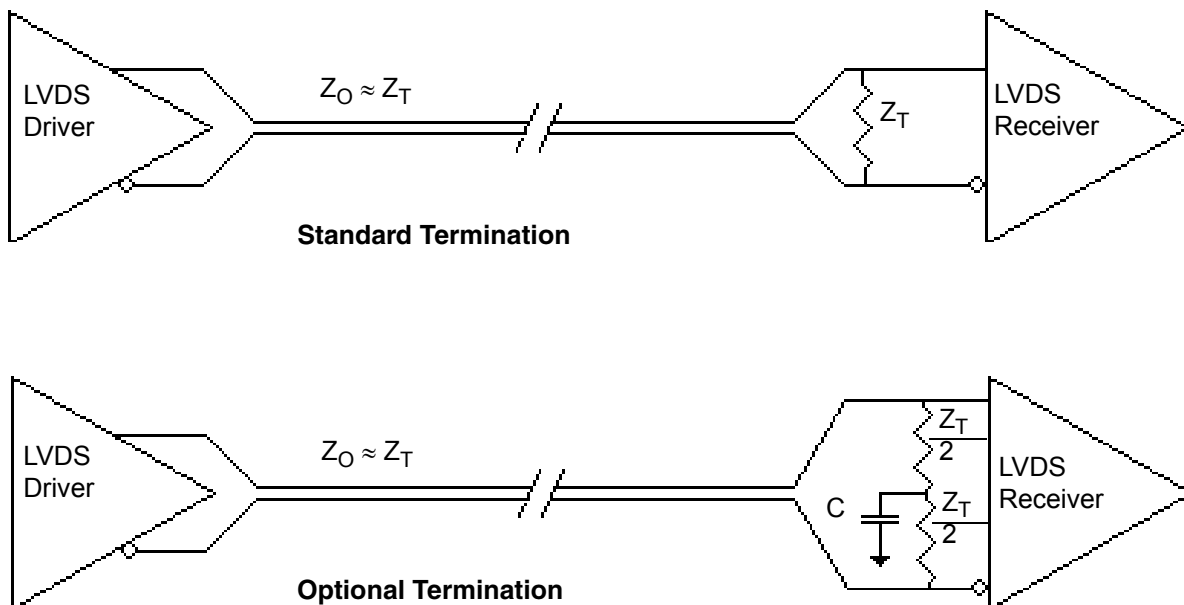 LVDS
Driver
Z_O ≈ Z_T
Z_T
LVDS
Receiver
Standard Termination
LVDS
Driver
Z_O ≈ Z_T
Z_T
2
C
Z_T
2
LVDS
Receiver
Optional Termination